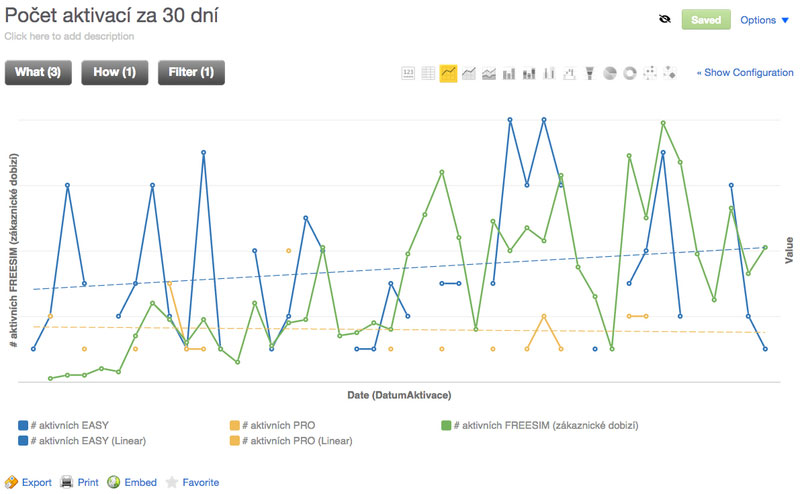 Počet aktivací za 30 dní
Click here to add description
Saved
Options ▼
What (3)
How (1)
Filter (1)
123
« Show Configuration
# aktivních FREESIM (zákaznické dobizi)
Value
Date (DatumAktivace)
# aktivních EASY
# aktivních PRO
# aktivních FREESIM (zákaznické dobizí)
# aktivních EASY (Linear)
# aktivních PRO (Linear)
Export
Print
Embed
Favorite